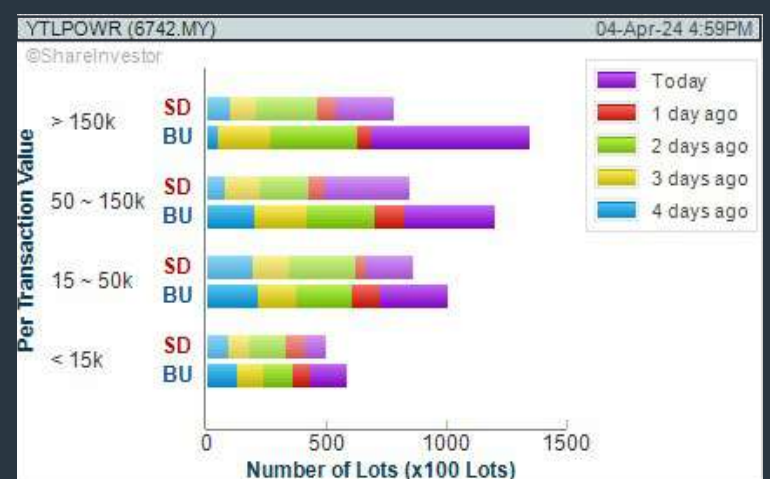 YTLPOWR (6742.MY) 04-Apr-24 4:59PM
©ShareInvestor
Today
1 day ago
2 days ago
3 days ago
4 days ago
Per Transaction Value
> 150k
SD
BU
50 ~ 150k
SD
BU
15 ~ 50k
SD
BU
< 15k
SD
BU
0 500 1000 1500
Number of Lots (x100 Lots)